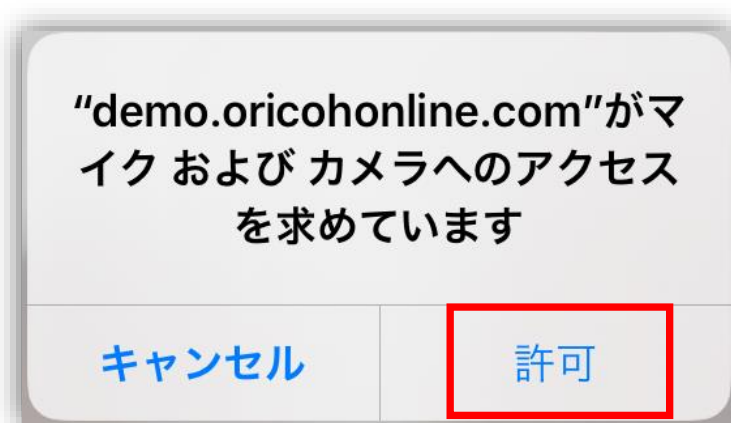 “demo.oricohonline.com”がマ
イク および カメラへのアクセス
を求めています
キャンセル
許可